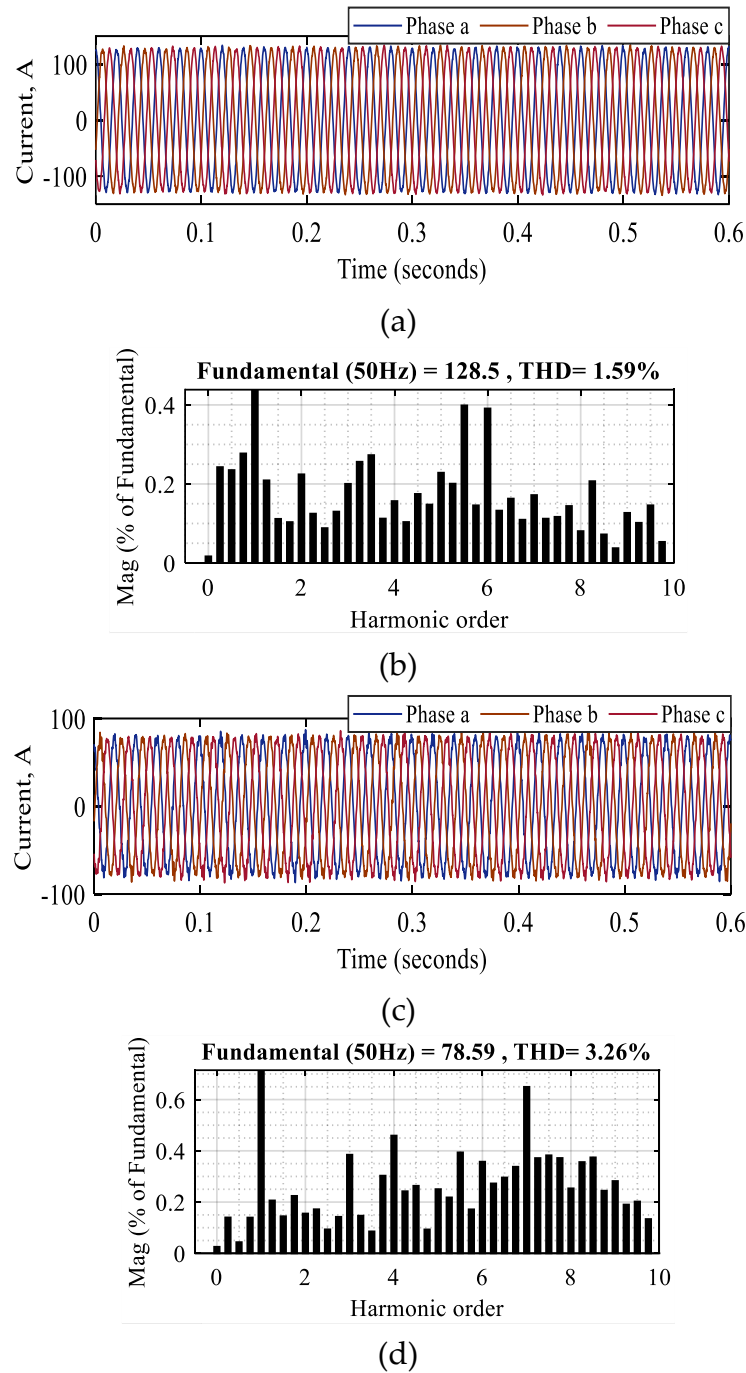 Phase a Phase b Phase c
Current, A
100
0
-100
0 0.1 0.2 0.3 0.4 0.5 0.6
Time (seconds)
(a)
Fundamental (50Hz) = 128.5 , THD= 1.59%
Mag (% of Fundamental)
0.4
0.2
0
0 2 4 6 8 10
Harmonic order
(b)
Phase a Phase b Phase c
Current, A
100
0
-100
0 0.1 0.2 0.3 0.4 0.5 0.6
Time (seconds)
(c)
Fundamental (50Hz) = 78.59 , THD= 3.26%
Mag (% of Fundamental)
0.6
0.4
0.2
0
0 2 4 6 8 10
Harmonic order
(d)